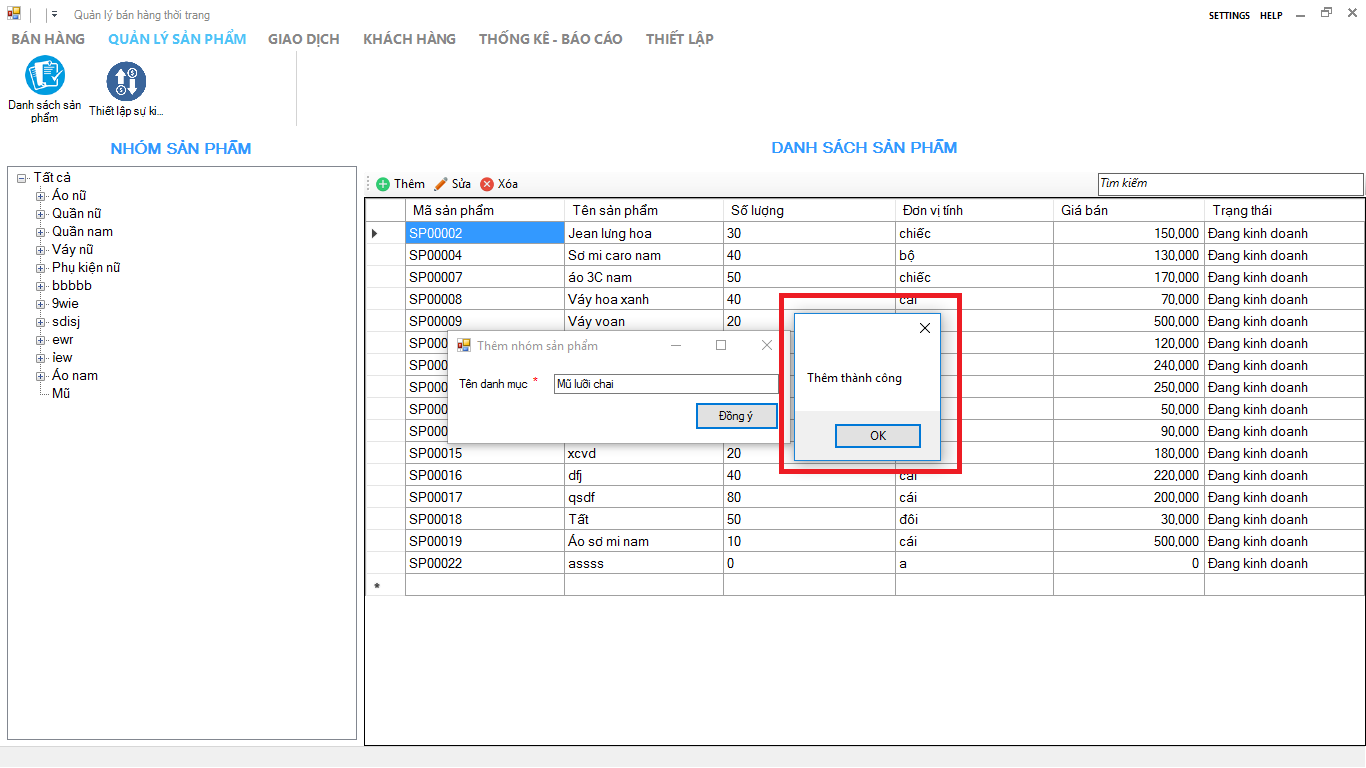 Quản lý bán hàng thời trang
SETTINGS HELP
BÁN HÀNG QUẢN LÝ SẢN PHẨM GIAO DỊCH KHÁCH HÀNG THỐNG KÊ - BÁO CÁO THIẾT LẬP
Danh sách sản
phẩm
Thiết lập sự ki...
NHÓM SẢN PHẨM
Tất cả
Áo nữ
Quần nữ
Quần nam
Váy nữ
Phụ kiện nữ
bbbbb
9wie
sdisj
ewr
iew
Áo nam
Mũ
DANH SÁCH SẢN PHẨM
Thêm Sửa Xóa
Tìm kiếm
Mã sản phẩm Tên sản phẩm Số lượng Đơn vị tính Giá bán Trạng thái
SP00002 Jean lưng hoa 30 chiếc 150,000 Đang kinh doanh
SP00004 Sơ mi caro nam 40 bộ 130,000 Đang kinh doanh
SP00007 áo 3C nam 50 chiếc 170,000 Đang kinh doanh
SP00008 Váy hoa xanh 40 cái 70,000 Đang kinh doanh
SP00009 Váy voan 20 500,000 Đang kinh doanh
SP00 120,000 Đang kinh doanh
SP00 240,000 Đang kinh doanh
SP00 250,000 Đang kinh doanh
SP00 50,000 Đang kinh doanh
SP00 90,000 Đang kinh doanh
SP00015 xcvd 20 180,000 Đang kinh doanh
SP00016 dfj 40 cái 220,000 Đang kinh doanh
SP00017 qsdf 80 cái 200,000 Đang kinh doanh
SP00018 Tất 50 đôi 30,000 Đang kinh doanh
SP00019 Áo sơ mi nam 10 cái 500,000 Đang kinh doanh
SP00022 assss 0 a 0 Đang kinh doanh
Thêm nhóm sản phẩm
Tên danh mục * Mũ lưỡi chai
Đồng ý
Thêm thành công
OK